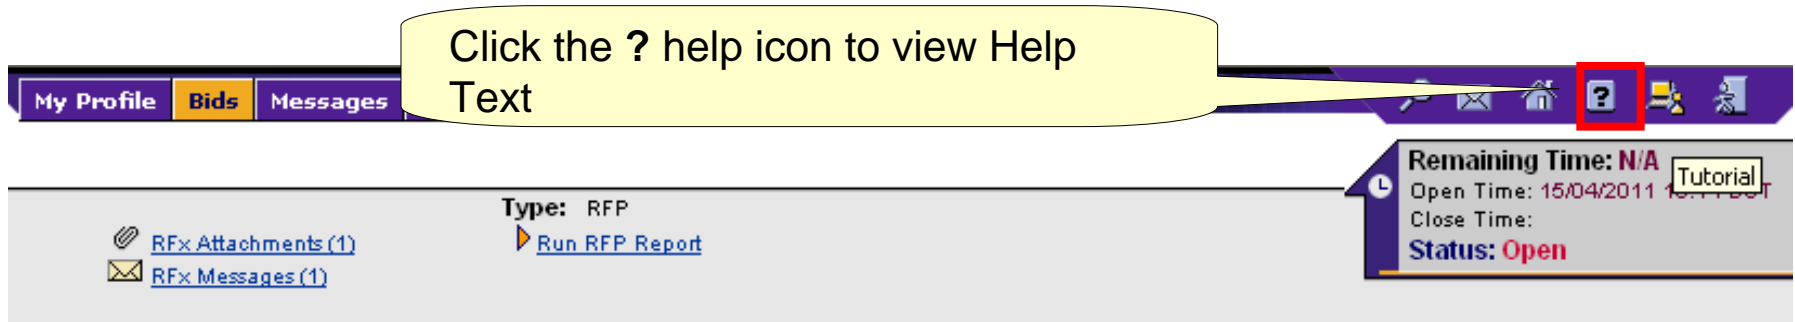 Click the ? help icon to view Help
Text
My Profile Bids Messages
?
Remaining Time: N/A
Tutorial
Open Time: 15/04/2011
Close Time:
Status: Open
Type: RFP
RFx Attachments (1)
Run RFP Report
RFx Messages (1)